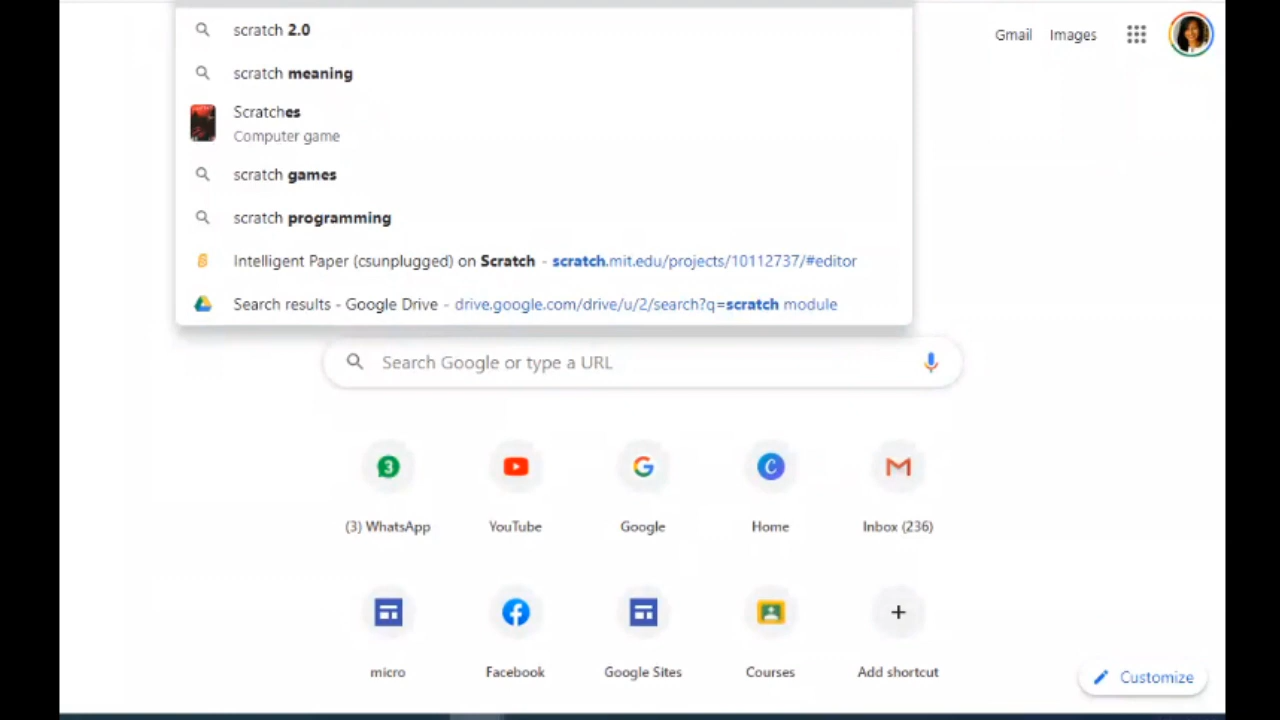 scratch 2.0
Gmail Images
scratch meaning
Scratches
Computer game
scratch games
scratch programming
Intelligent Paper (csunplugged) on Scratch - scratch.mit.edu/projects/10112737/#editor
Search results - Google Drive - drive.google.com/drive/u/2/search?q=scratch module
Search Google or type a URL
3
C
(3) WhatsApp YouTube Google Home Inbox (236)
micro Facebook Google Sites Courses Add shortcut
Customize